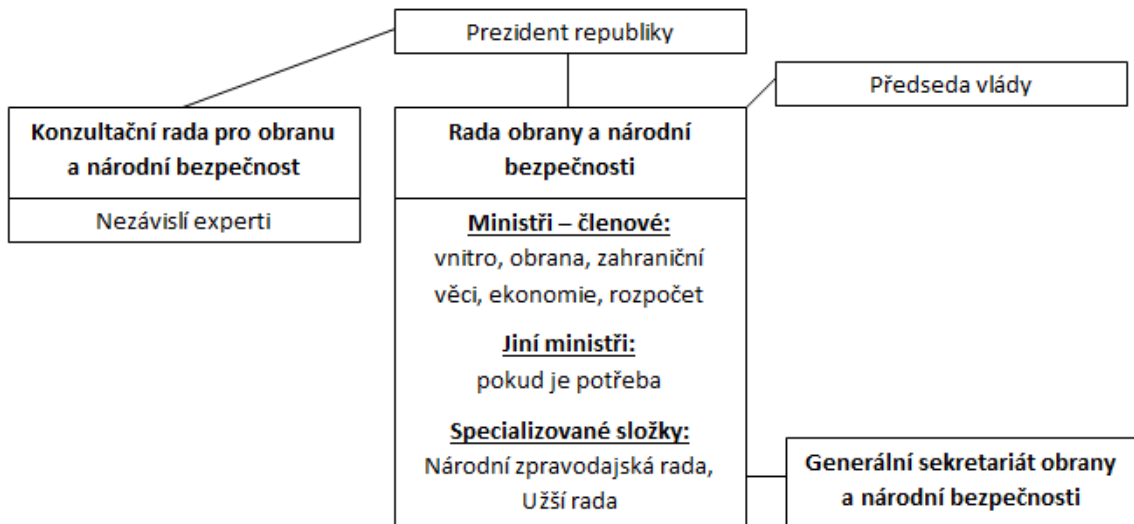 Prezident republiky
Předseda vlády
Konzultační rada pro obranu
a národní bezpečnost
Nezávislí experti
Rada obrany a národní
bezpečnosti
Ministři – členové:
vnitro, obrana, zahraniční
věci, ekonomie, rozpočet
Jiní ministři:
pokud je potřeba
Specializované složky:
Národní zpravodajská rada,
Užší rada
Generální sekretariát obrany
a národní bezpečnosti